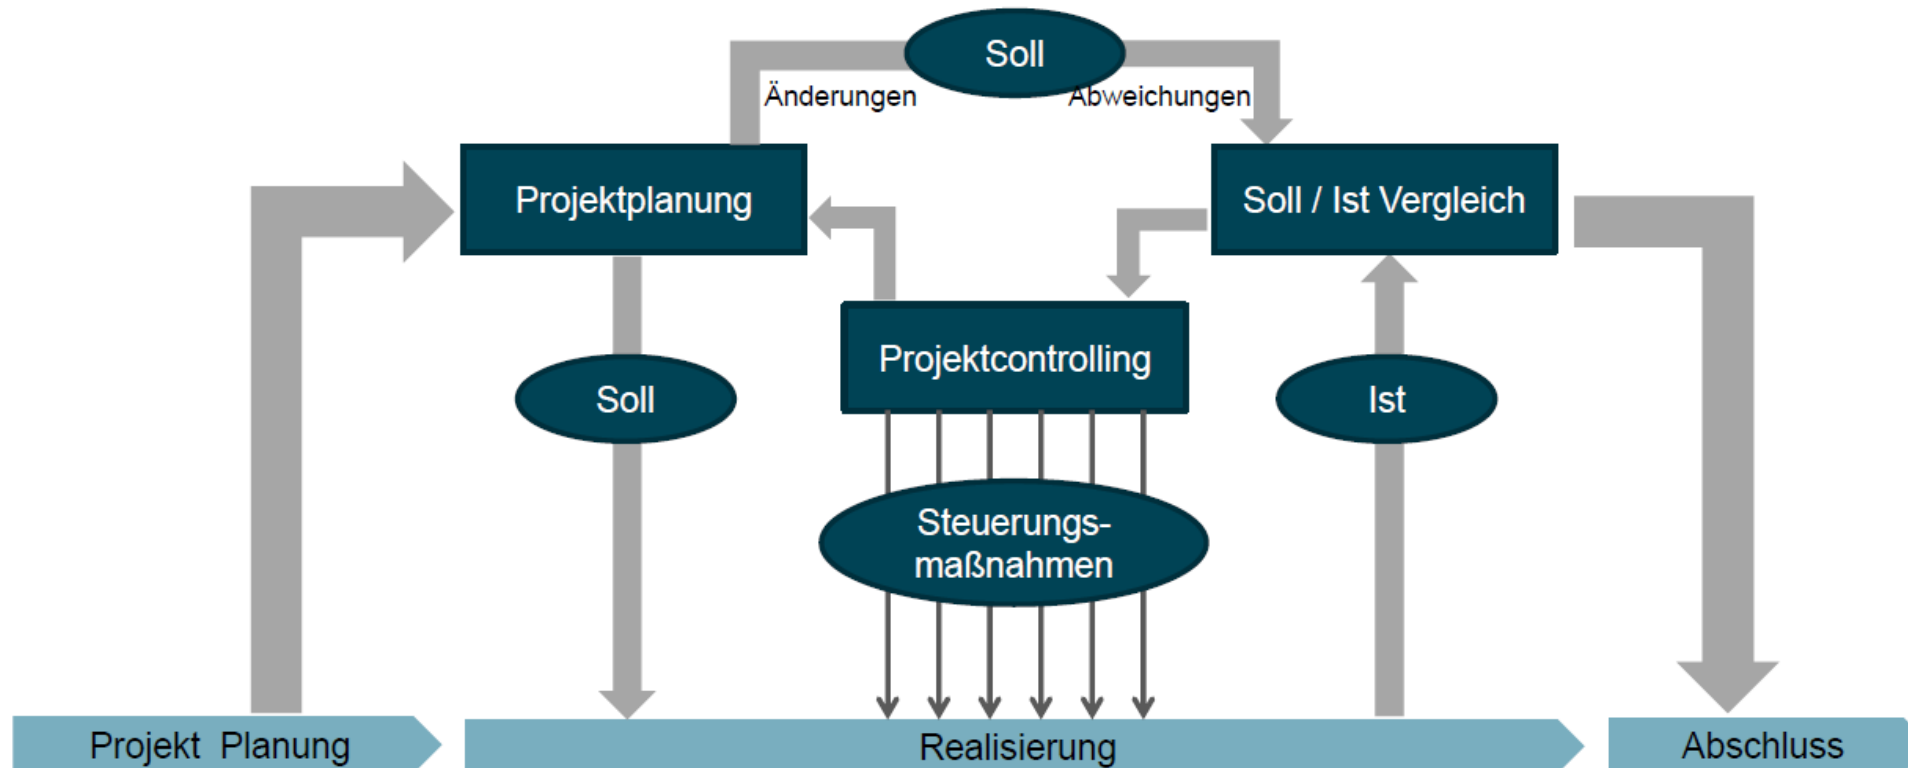 Soll
Änderungen
Abweichungen
Projektplanung
Soll / Ist Vergleich
Projektcontrolling
Soll
Ist
Steuerungs-
maßnahmen
Projekt Planung
Realisierung
Abschluss